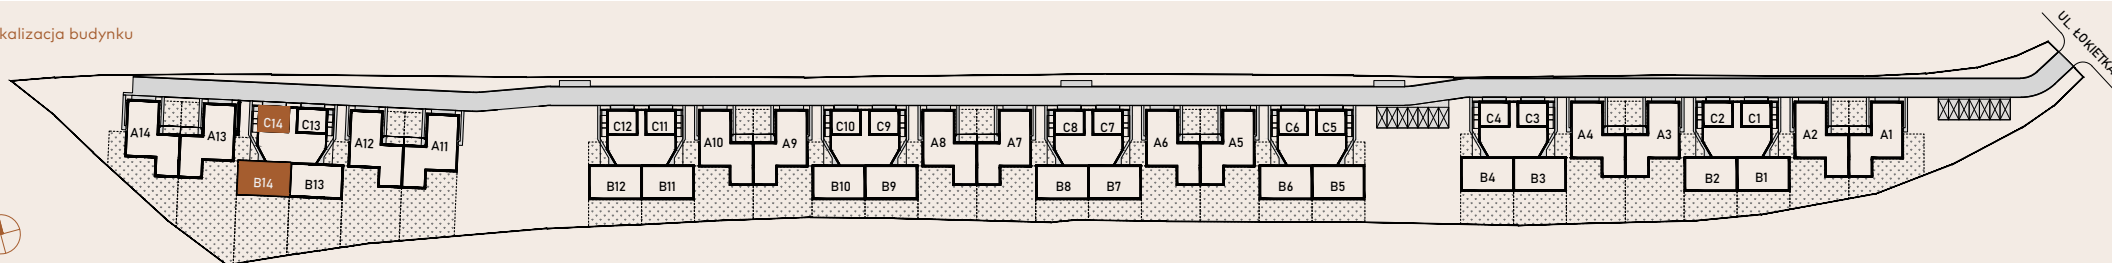 kalizacja budynku
UL. ŁOKIETKA
A14 A13 C14 C13 A12 A11 C12 C11 A10 A9 C10 C9 A8 A7 C8 C7 A6 A5 C6 C5 C4 C3 A4 A3 C2 C1 A2 A1
B14 B13 B12 B11 B10 B9 B8 B7 B6 B5 B4 B3 B2 B1